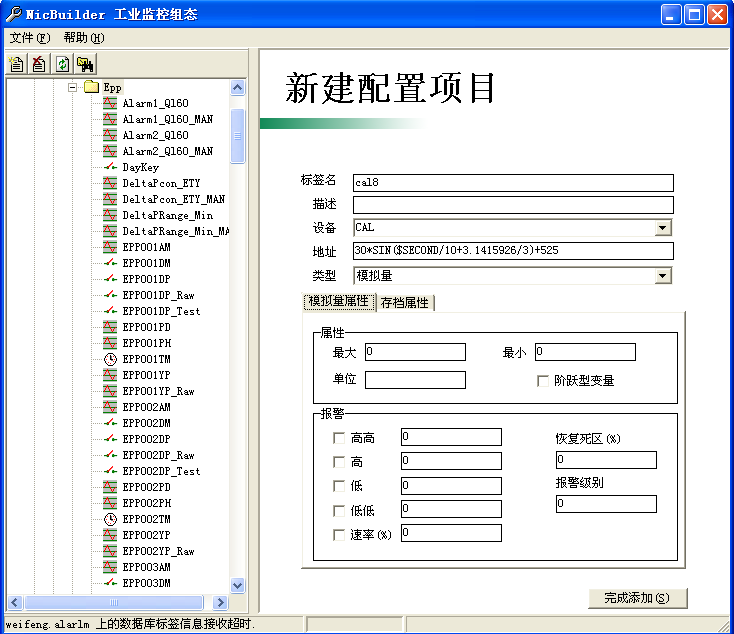 NicBuilder 工业监控组态
文件(F) 帮助(H)
Epp
Alarm1_Q160
Alarm1_Q160_MAN
Alarm2_Q160
Alarm2_Q160_MAN
DayKey
DeltaPcon_ETY
DeltaPcon_ETY_MAN
DeltaPRange_Min
DeltaPRange_Min_MA
EPP001AM
EPP001DM
EPP001DP
EPP001DP_Raw
EPP001DP_Test
EPP001PD
EPP001PH
EPP001TM
EPP001YP
EPP001YP_Raw
EPP002AM
EPP002DM
EPP002DP
EPP002DP_Raw
EPP002DP_Test
EPP002PD
EPP002PH
EPP002TM
EPP002YP
EPP002YP_Raw
EPP003AM
EPP003DM
新建配置项目
标签名 cal8
描述
设备 CAL
地址 30*SIN($SECOND/10+3.1415926/3)+525
类型 模拟量
模拟量属性 存档属性
属性
最大 0 最小 0
单位 阶跃型变量
报警
高高 0 恢复死区(%)
高 0 0
低 0 报警级别
低低 0 0
速率(%) 0
完成添加(S)
weifeng.alarlm 上的数据库标签信息接收超时.